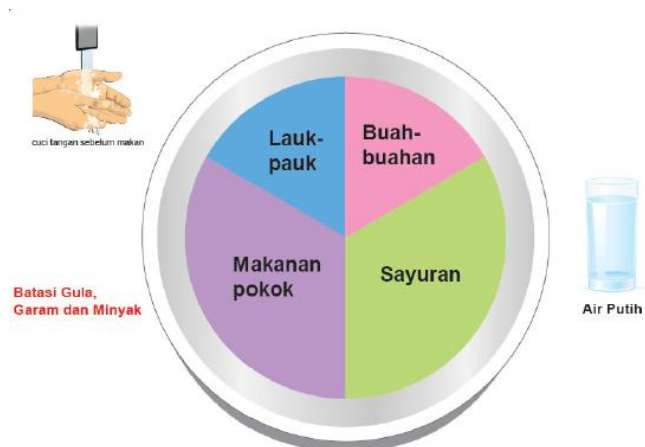 cuci tangan sebelum makan
Lauk-
pauk
Buah-
buahan
Makanan
pokok
Sayuran
Batasi Gula,
Garam dan Minyak
Air Putih